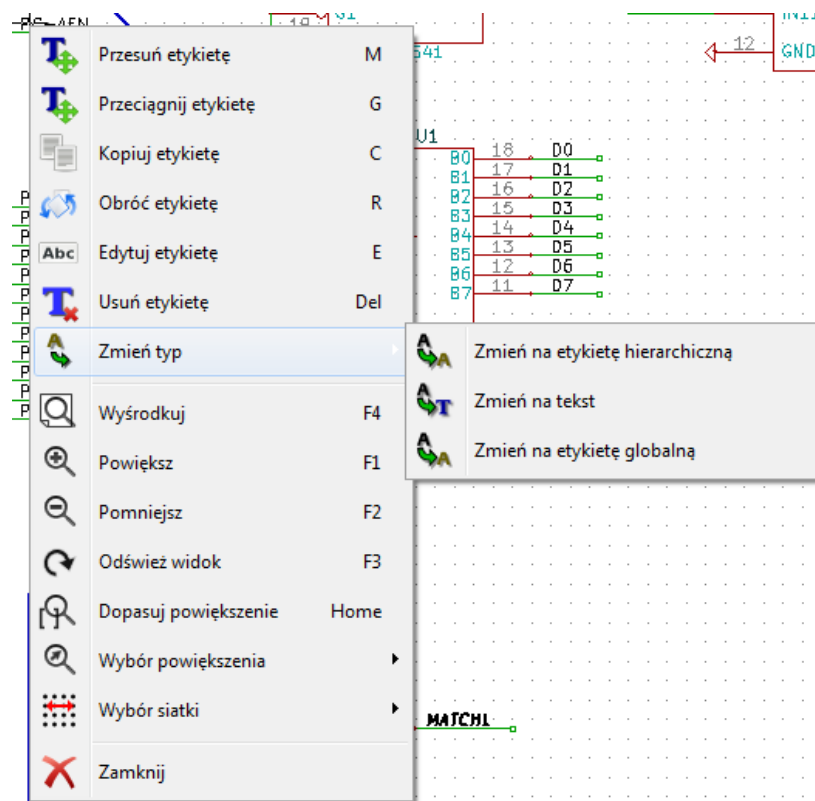 19
541
12
GND
Przesuń etykietę M
Przeciągnij etykietę G
Kopiuj etykietę C
Obróć etykietę R
Edytuj etykietę E
Abc
Usuń etykietę Del
Zmień typ
Wyśrodkuj F4
Powiększ F1
Pomniejsz F2
Odśwież widok F3
Dopasuj powiększenie Home
Wybór powiększenia
Wybór siatki
Zamknij
Zmień na etykietę hierarchiczną
Zmień na tekst
Zmień na etykietę globalną
U1
B0 18 D0
B1 17 D1
B2 16 D2
B3 15 D3
B4 14 D4
B5 13 D5
B6 12 D6
B7 11 D7
MATCHL